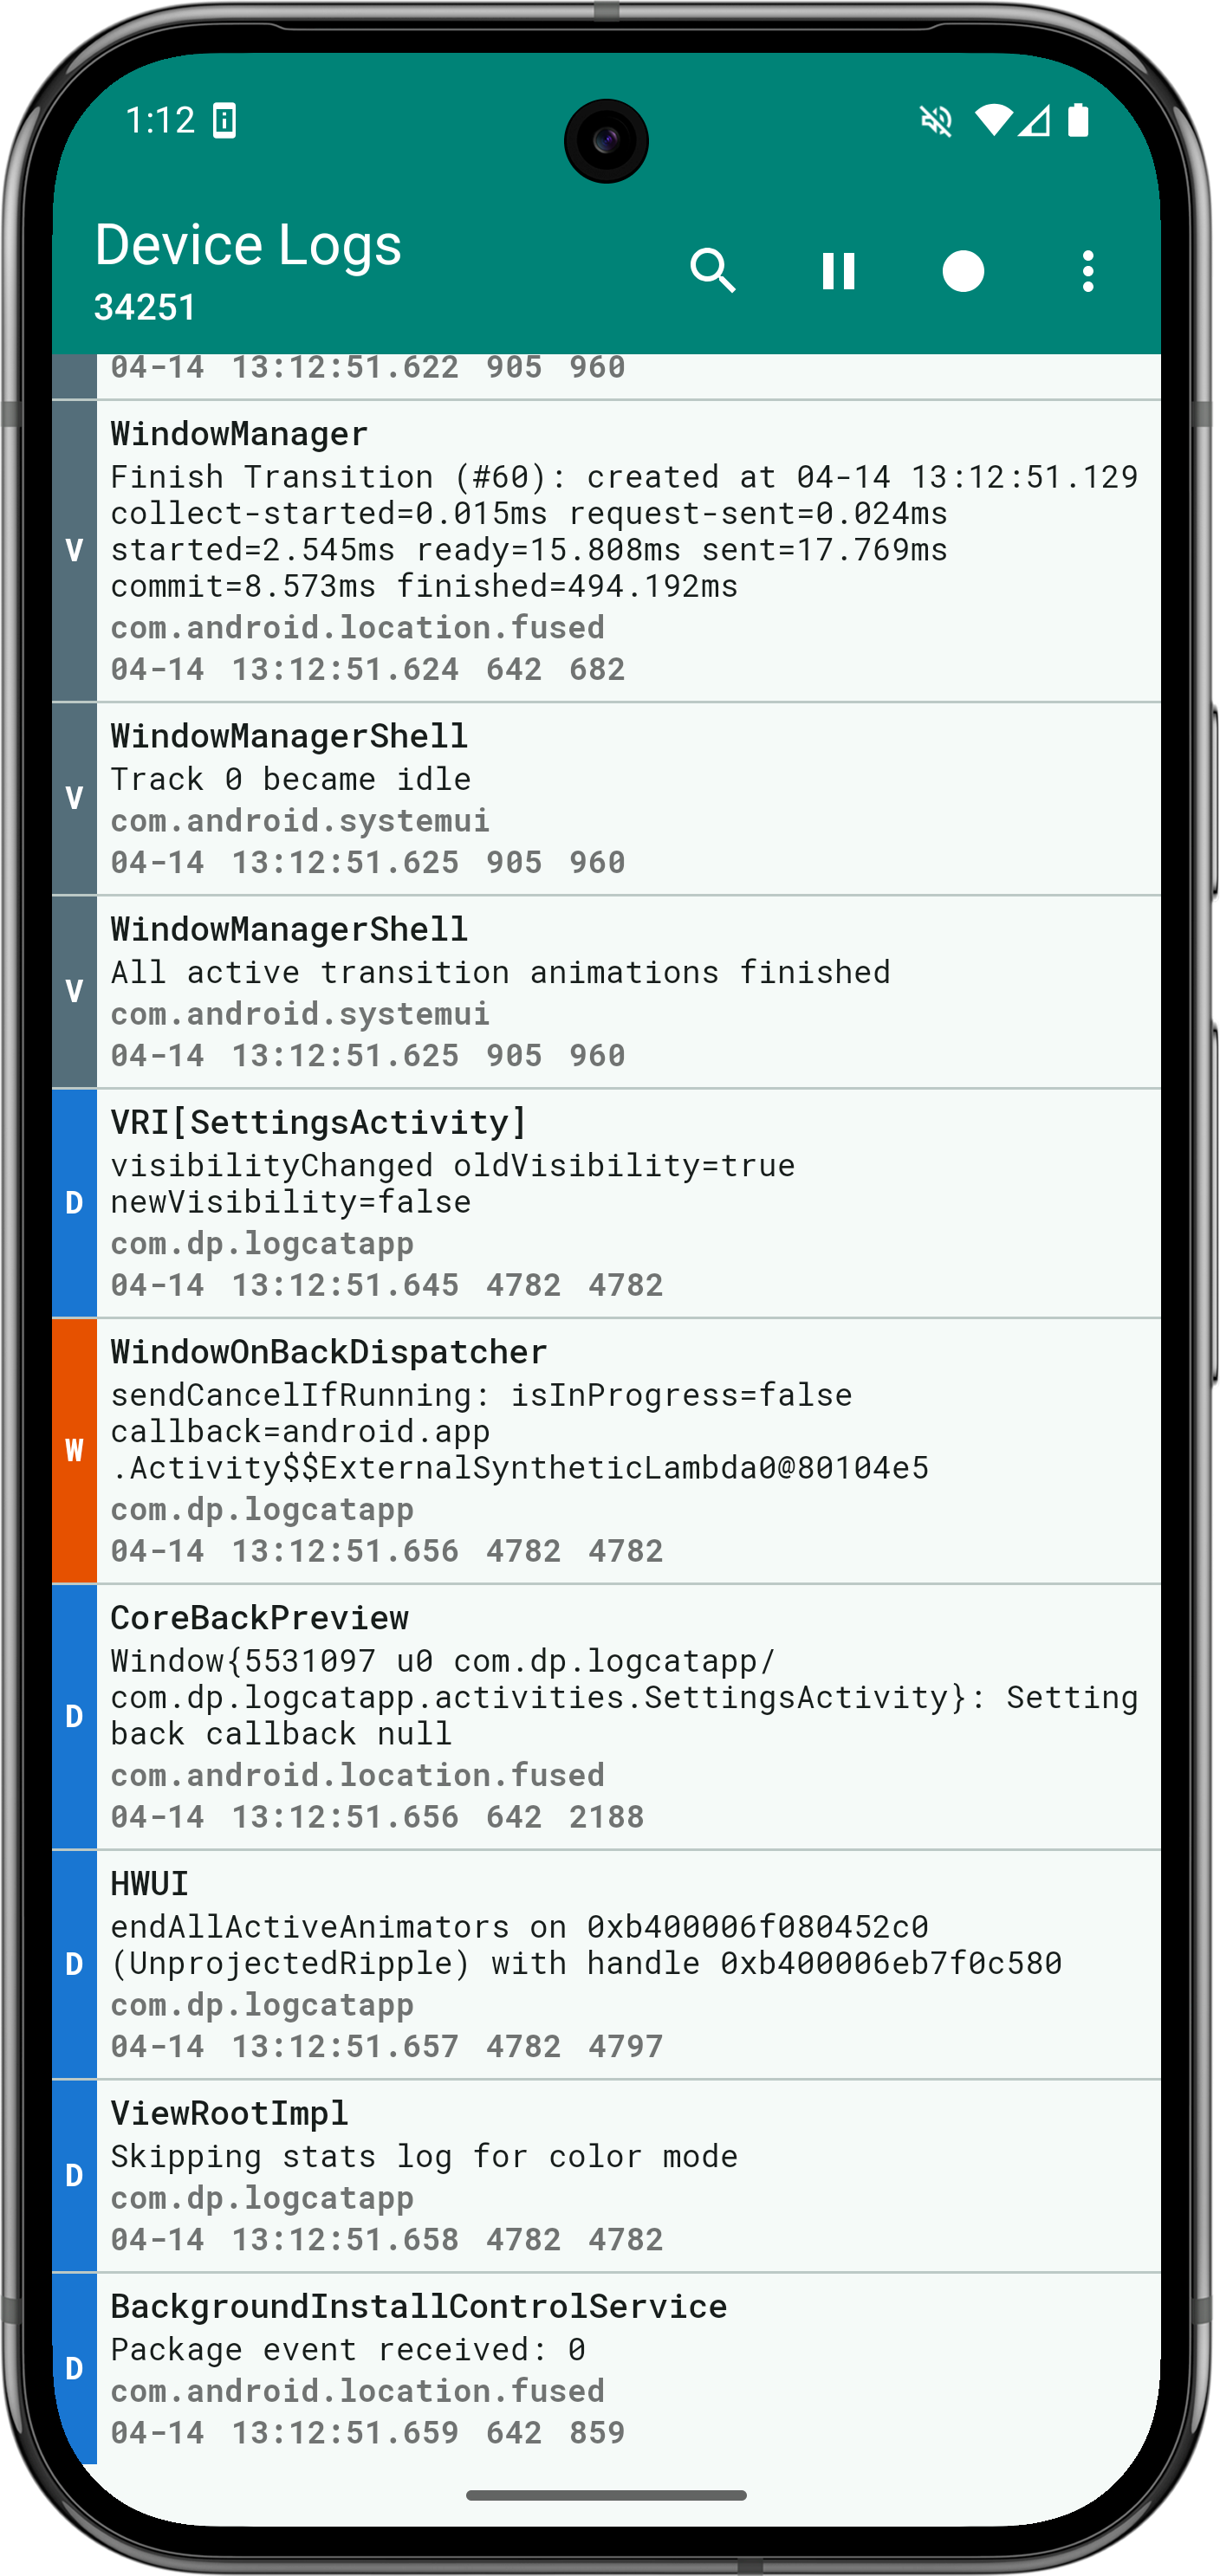 1:12
Device Logs
34251
04-14 13:12:51.622 905 960
WindowManager
Finish Transition (#60): created at 04-14 13:12:51.129
collect-started=0.015ms request-sent=0.024ms
started=2.545ms ready=15.808ms sent=17.769ms
commit=8.573ms finished=494.192ms
V
com.android.location.fused
04-14 13:12:51.624 642 682
WindowManagerShell
Track 0 became idle
V
com.android.systemui
04-14 13:12:51.625 905 960
WindowManagerShell
All active transition animations finished
V
com.android.systemui
04-14 13:12:51.625 905 960
VRI[SettingsActivity]
visibilityChanged oldVisibility=true
newVisibility=false
D
com.dp.logcatapp
04-14 13:12:51.645 4782 4782
WindowOnBackDispatcher
sendCancelIfRunning: isInProgress=false
callback=android.app
.Activity$$ExternalSyntheticLambda0@80104e5
W
com.dp.logcatapp
04-14 13:12:51.656 4782 4782
CoreBackPreview
Window{5531097 u0 com.dp.logcatapp/
com.dp.logcatapp.activities.SettingsActivity}: Setting
back callback null
D
com.android.location.fused
04-14 13:12:51.656 642 2188
HWUI
endAllActiveAnimators on 0xb400006f080452c0
(UnprojectedRipple) with handle 0xb400006eb7f0c580
D
com.dp.logcatapp
04-14 13:12:51.657 4782 4797
ViewRootImpl
Skipping stats log for color mode
D
com.dp.logcatapp
04-14 13:12:51.658 4782 4782
BackgroundInstallControlService
Package event received: 0
D
com.android.location.fused
04-14 13:12:51.659 642 859